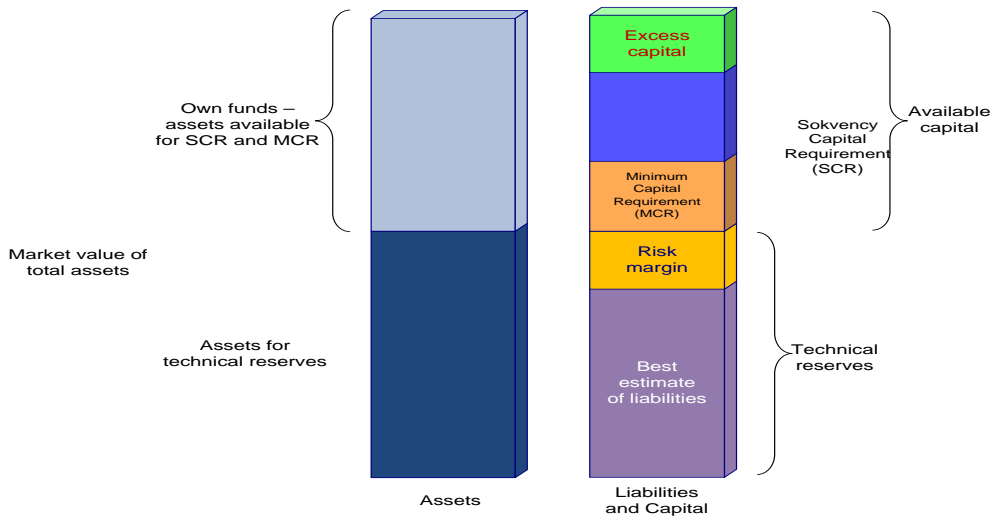 Own funds –
assets available
for SCR and MCR
Market value of
total assets
Assets for
technical reserves
Assets
Excess
capital
Minimum
Capital
Requirement
(MCR)
Risk
margin
Best
estimate
of liabilities
Liabilities
and Capital
Sokvency
Capital
Requirement
(SCR)
Available
capital
Technical
reserves